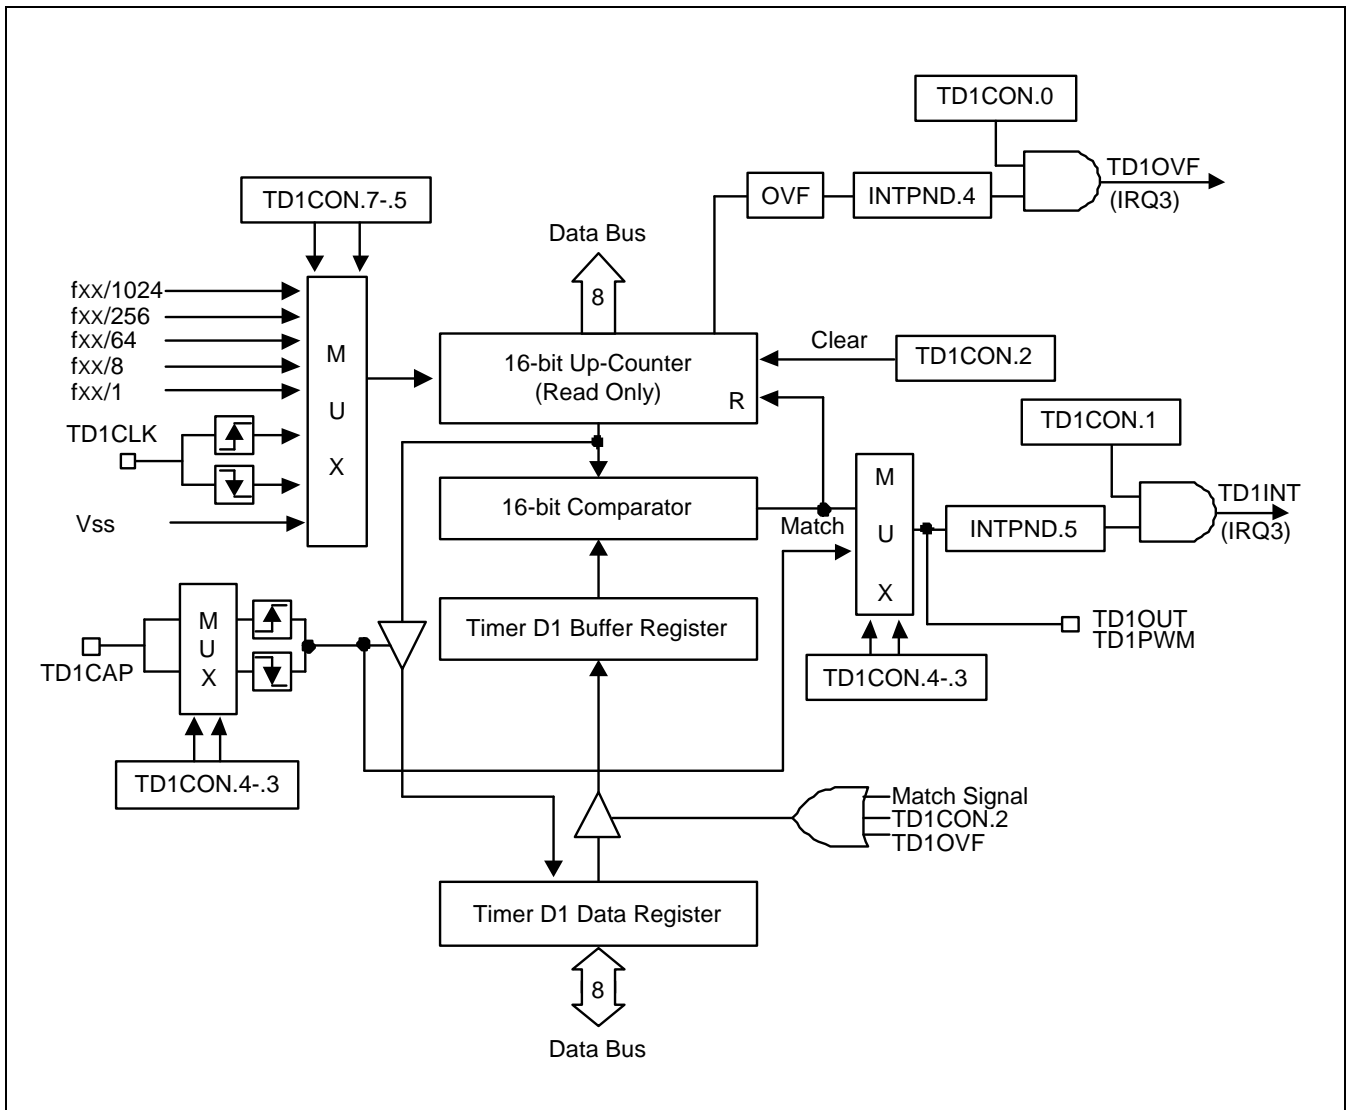 TD1CON.0
TD1OVF
(IRQ3)
OVF
INTPND.4
TD1CON.7-.5
Data Bus
8
fxx/1024
fxx/256
fxx/64
fxx/8
fxx/1
TD1CLK
Vss
M
U
X
16-bit Up-Counter
(Read Only)
R
Clear
TD1CON.2
TD1CON.1
16-bit Comparator
Match
M
U
X
INTPND.5
TD1INT
(IRQ3)
TD1OUT
TD1PWM
TD1CON.4-.3
Timer D1 Buffer Register
TD1CAP
M
U
X
TD1CON.4-.3
Match Signal
TD1CON.2
TD1OVF
Timer D1 Data Register
8
Data Bus